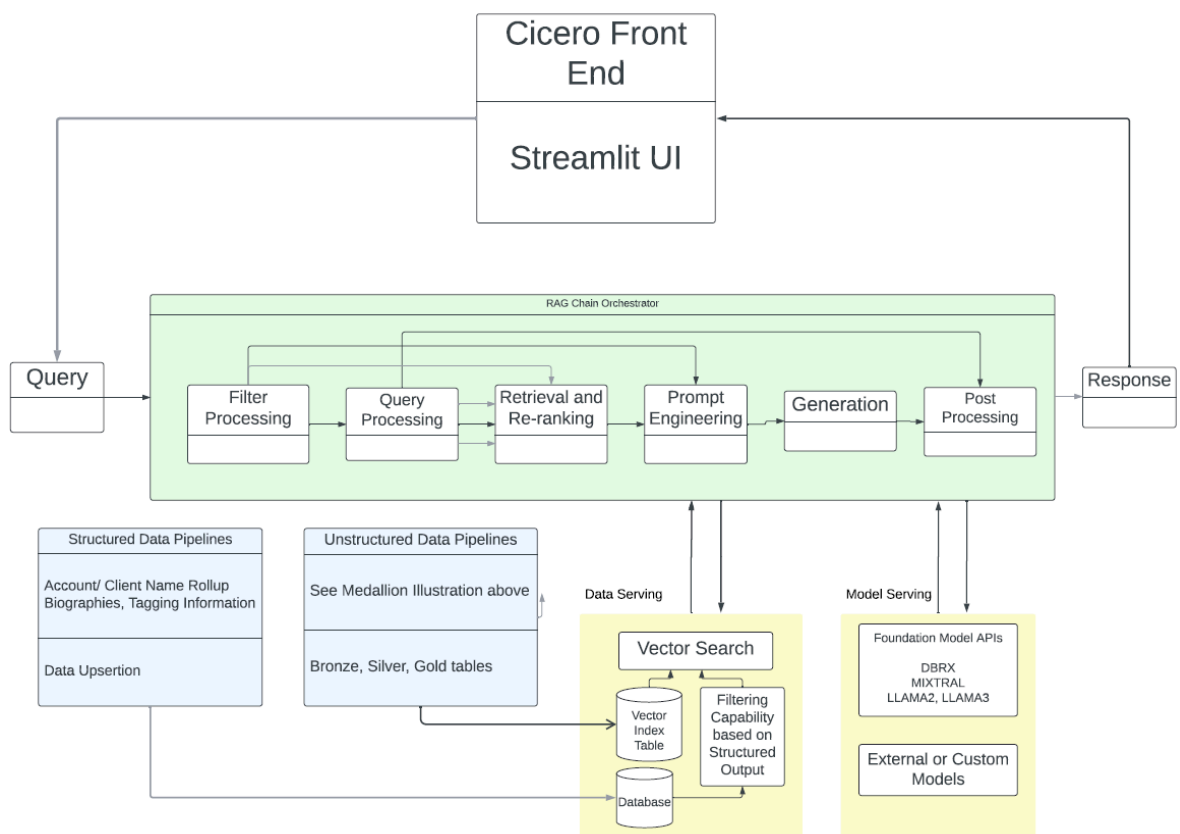 Cicero Front
End
Streamlit UI
RAG Chain Orchestrator
Query
Filter
Processing
Query
Processing
Retrieval and
Re-ranking
Prompt
Engineering
Generation
Post
Processing
Response
Structured Data Pipelines
Account/ Client Name Rollup
Biographies, Tagging Information
Data Upsertion
Unstructured Data Pipelines
See Medallion Illustration above
Bronze, Silver, Gold tables
Data Serving
Vector Search
Vector
Index
Table
Filtering
Capability
based on
Structured
Output
Database
Model Serving
Foundation Model APIs
DBRX
MIXTRAL
LLAMA2, LLAMA3
External or Custom
Models